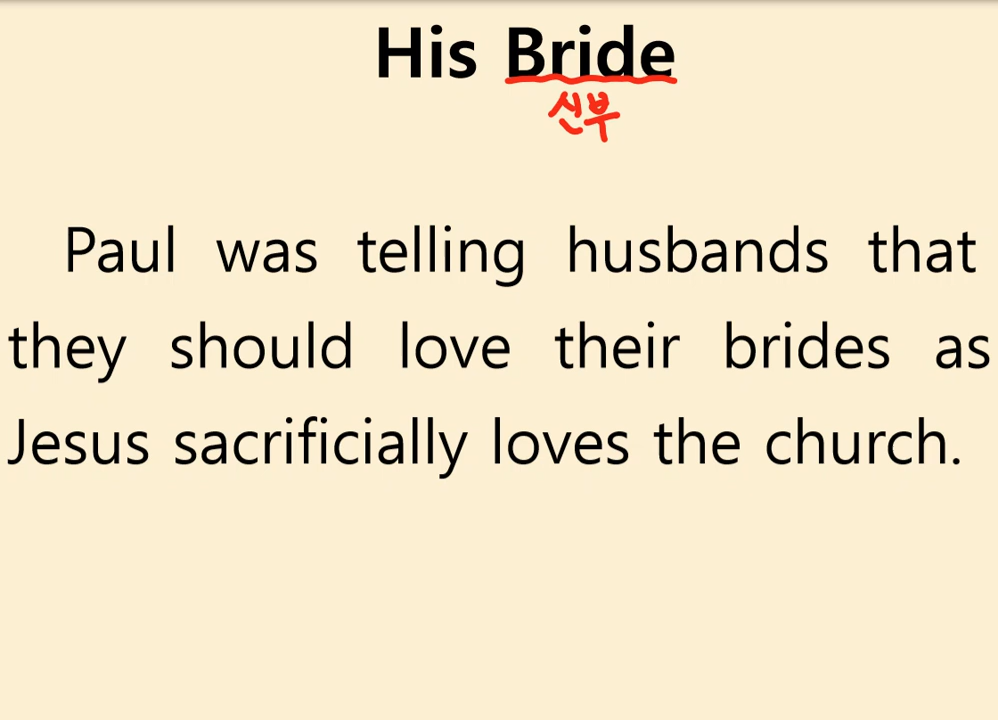 His Bride
신부
Paul was telling husbands that
they should love their brides as
Jesus sacrificially loves the church.